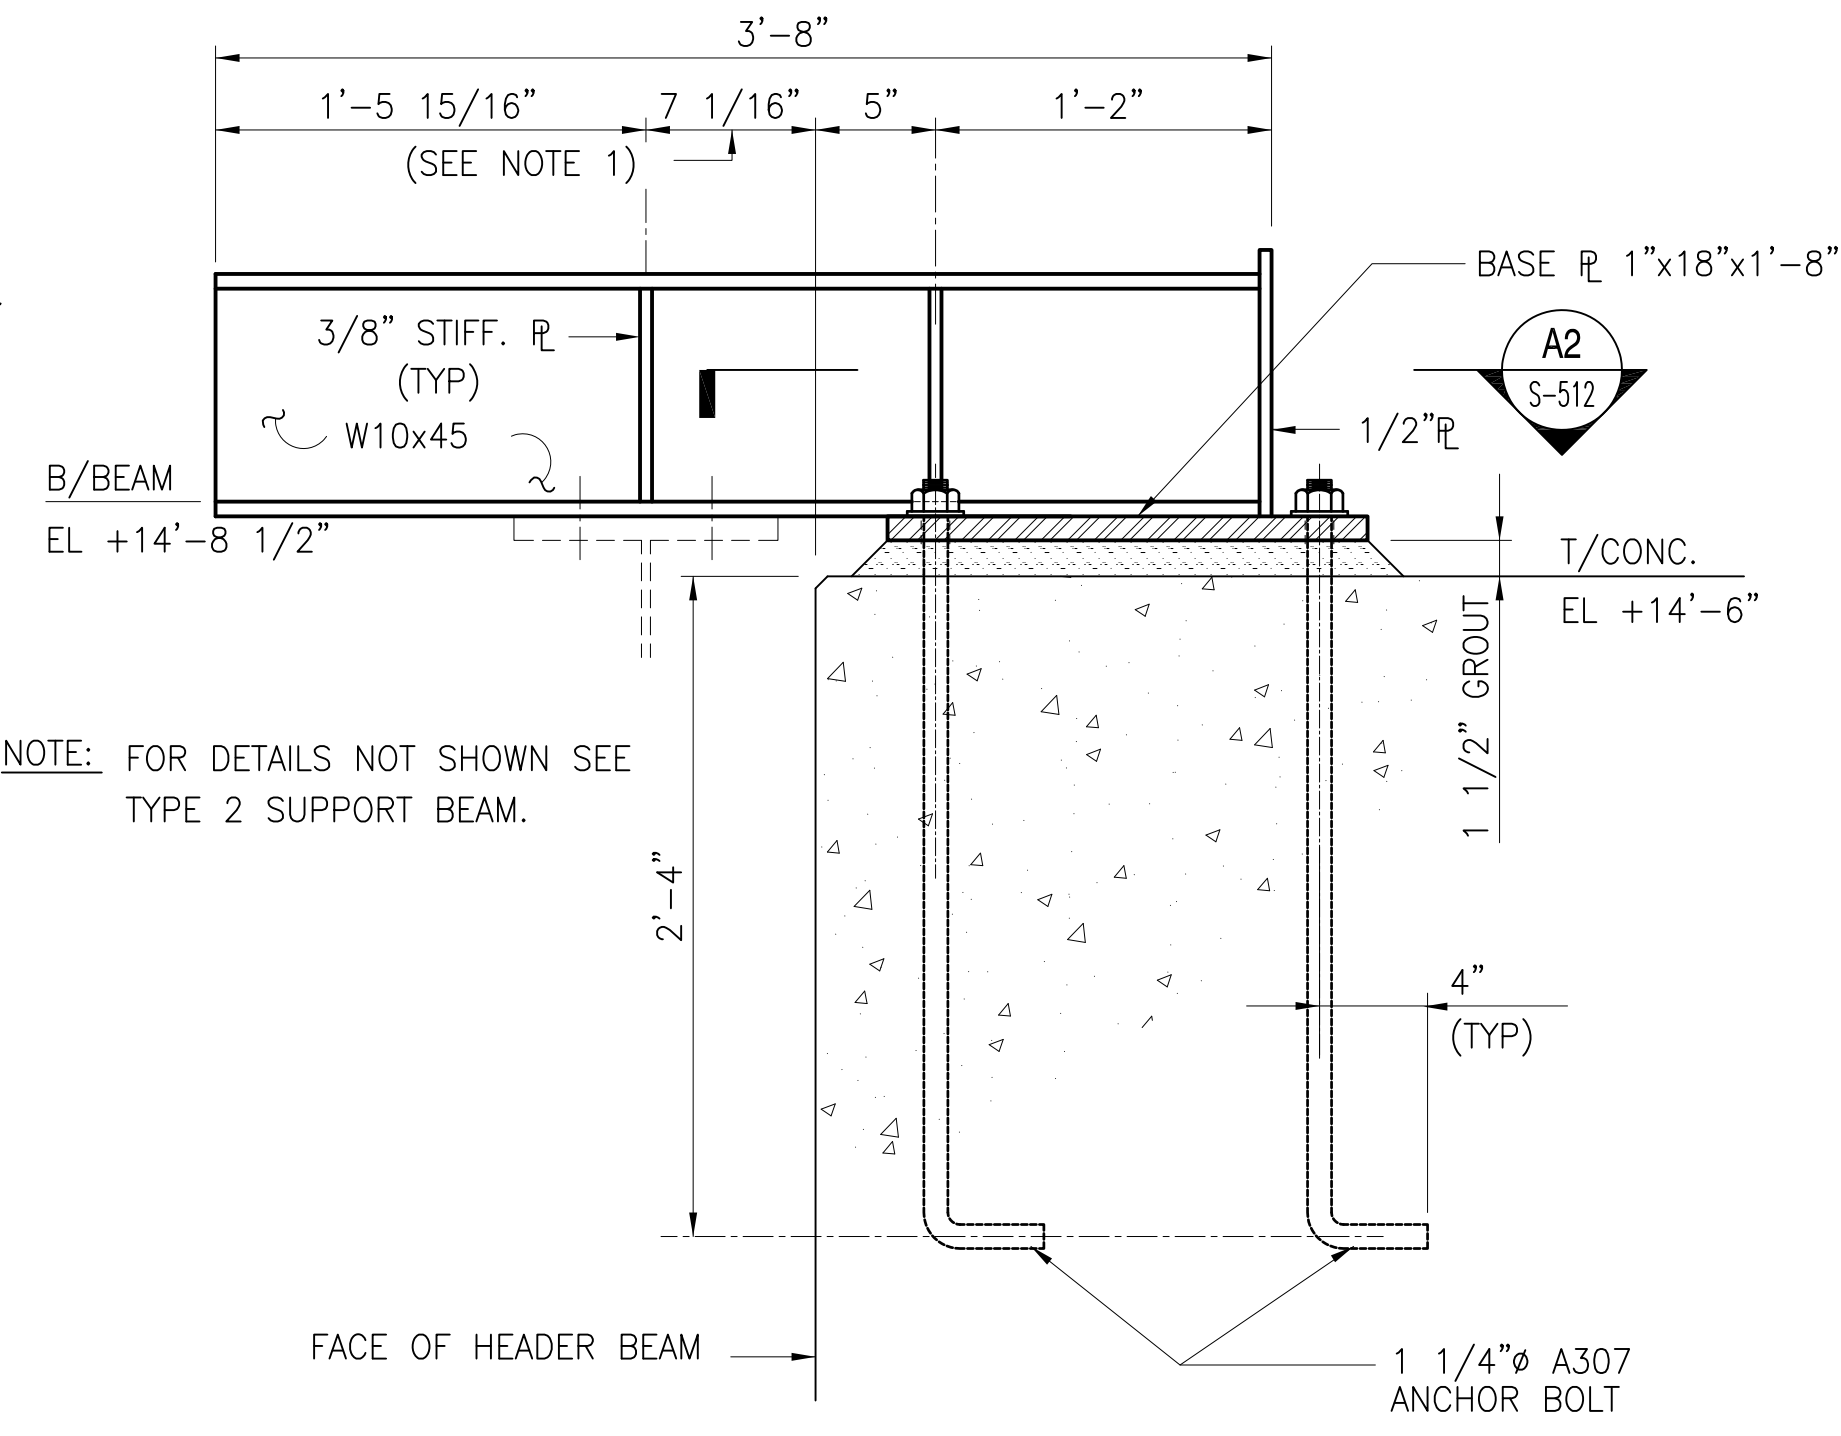 3'-8"
1'-5 15/16" 7 1/16" 5" 1'-2"
(SEE NOTE 1)
BASE ℙL 1"x18"x1'-8"
3/8" STIFF. ℙL
(TYP)
A2
S-512
W10x45
1/2"ℙL
B/BEAM
EL +14'-8 1/2"
T/CONC.
EL +14'-6"
1 1/2" GROUT
NOTE: FOR DETAILS NOT SHOWN SEE
TYPE 2 SUPPORT BEAM.
2'-4"
4"
(TYP)
FACE OF HEADER BEAM
1 1/4"ø A307
ANCHOR BOLT